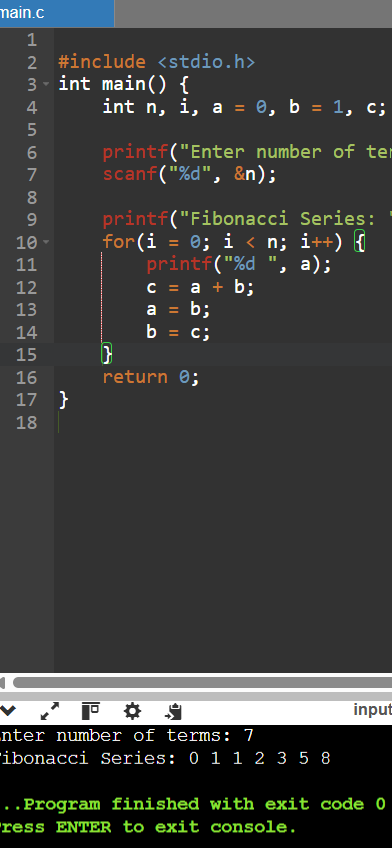 main.c
1
2 #include <stdio.h>
3 int main() {
4 int n, i, a = 0, b = 1, c;
5
6 printf("Enter number of ter
7 scanf("%d", &n);
8
9 printf("Fibonacci Series: "
10 for(i = 0; i < n; i++) {
11 printf("%d ", a);
12 c = a + b;
13 a = b;
14 b = c;
15 }
16 return 0;
17 }
18
input
nter number of terms: 7
ibonacci Series: 0 1 1 2 3 5 8
..Program finished with exit code 0
ress ENTER to exit console.